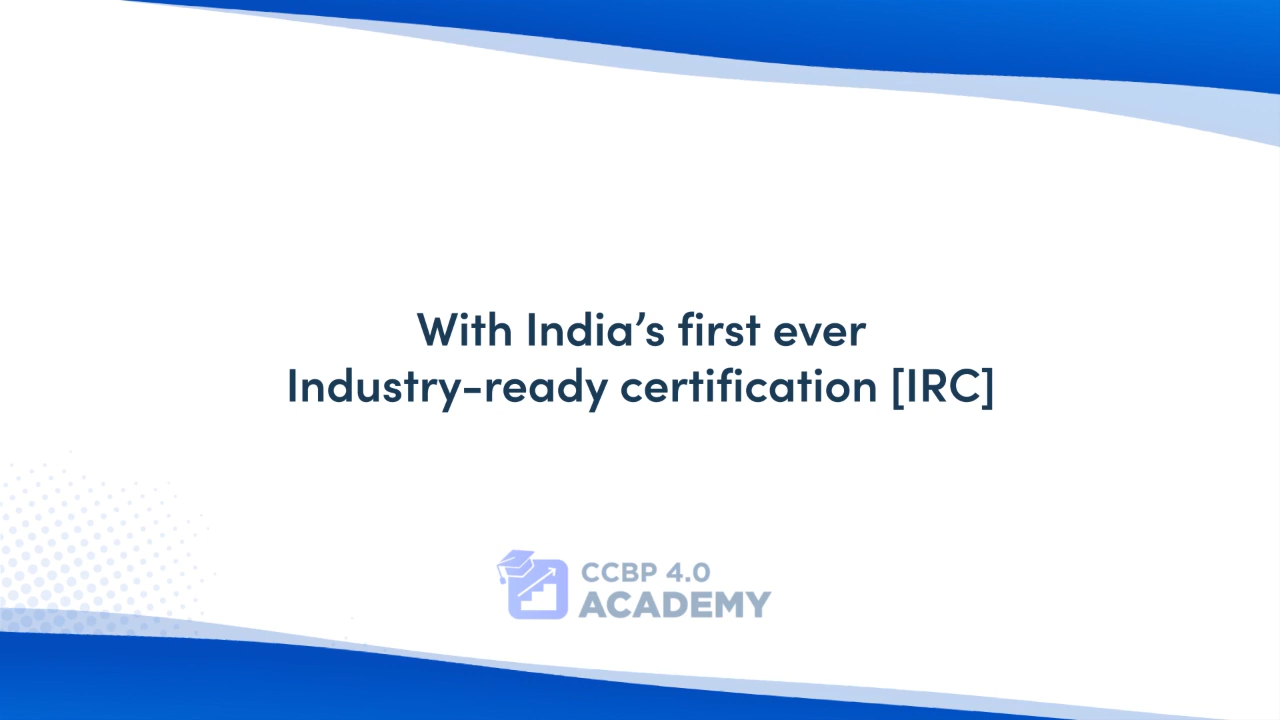 With India’s first ever
Industry-ready certification [IRC]
CCBP 4.0
ACADEMY